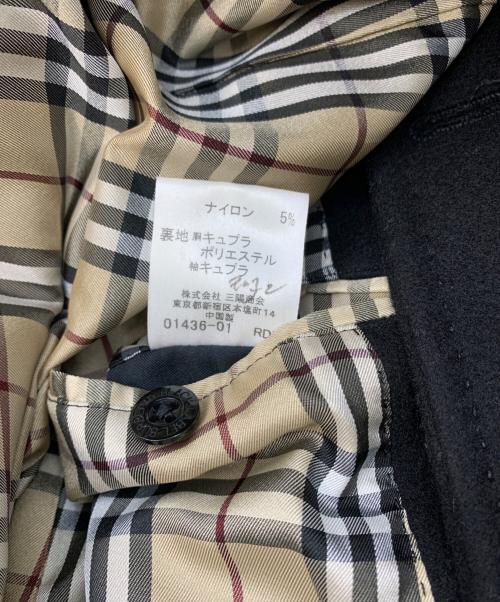 ナイロン 5%
裏地 胴キュプラ
ポリエステル
袖キュプラ
株式会社 三陽商会
東京都新宿区本塩町14
中国製
01436-01 RD